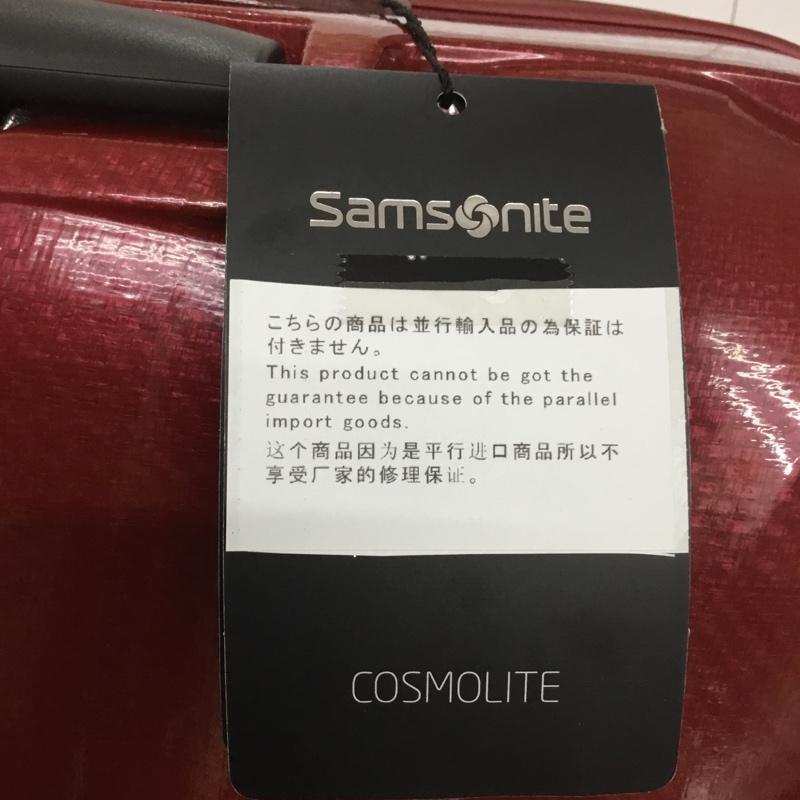 Samsonite
こちらの商品は並行輸入品の為保証は
付きません。
This product cannot be got the
guarantee because of the parallel
import goods.
这个商品因为是平行进口商品所以不
享受厂家的修理保证。
COSMOLITE